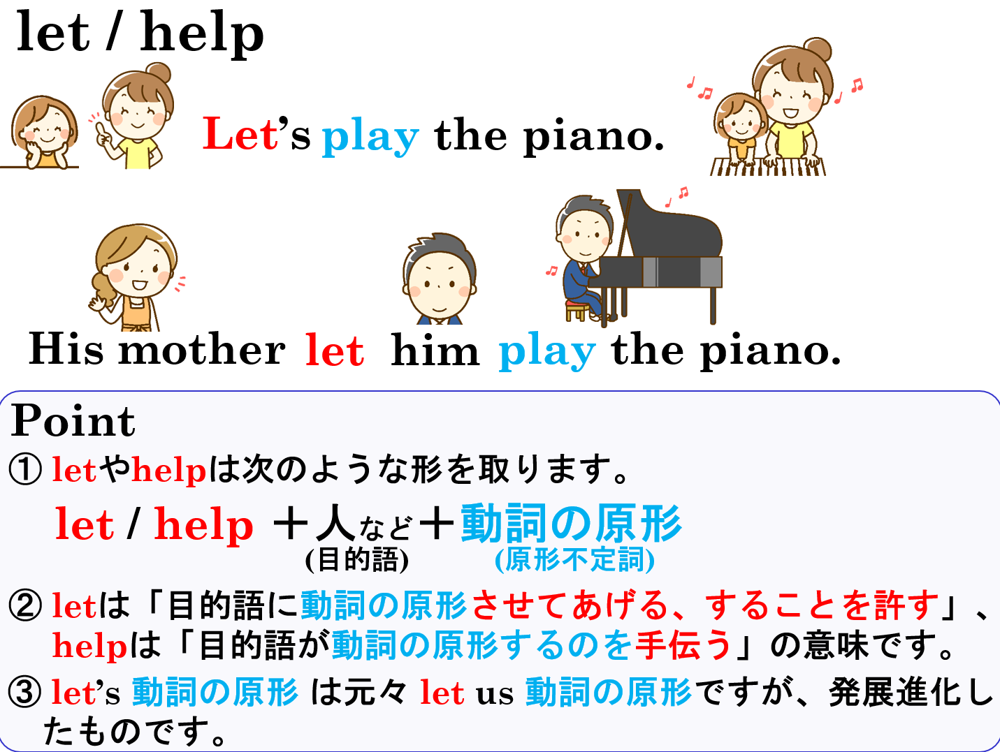 let / help
Let’s play the piano.
His mother let him play the piano.
Point
① letやhelpは次のような形を取ります。
let / help ＋人など＋動詞の原形
(目的語) (原形不定詞)
② letは「目的語に動詞の原形させてあげる、することを許す」、
helpは「目的語が動詞の原形するのを手伝う」の意味です。
③ let’s 動詞の原形 は元々 let us 動詞の原形ですが、発展進化し
たものです。